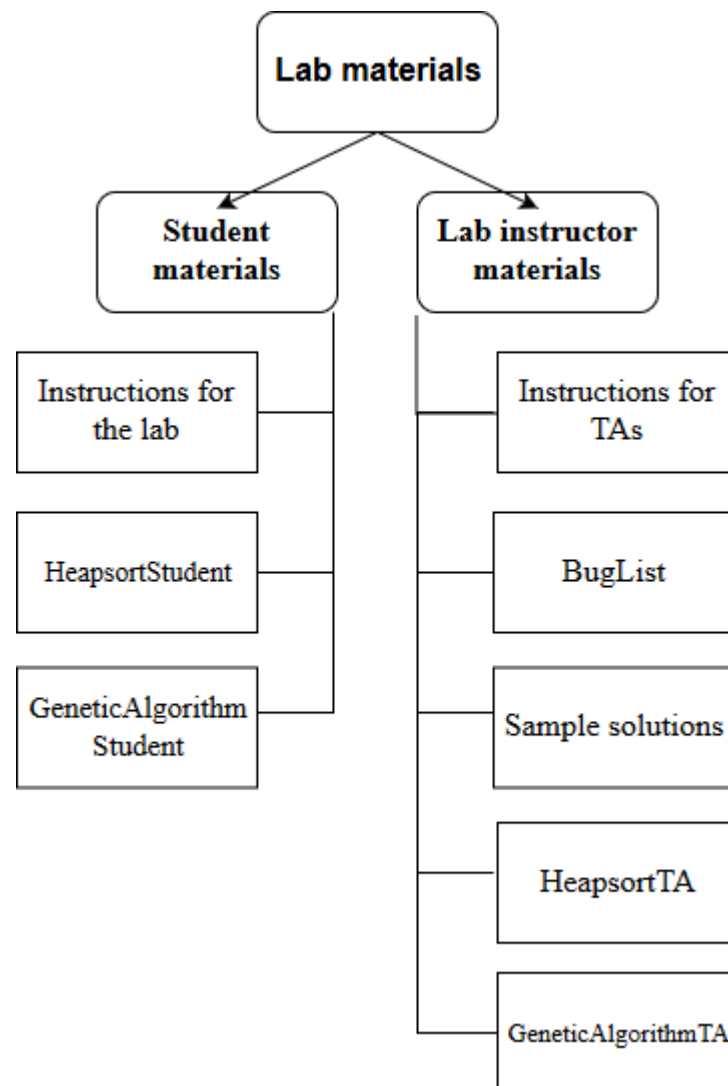 Lab materials
Student
materials
Lab instructor
materials
Instructions for
the lab
HeapsortStudent
GeneticAlgorithm
Student
Instructions for
TAs
BugList
Sample solutions
HeapsortTA
GeneticAlgorithmTA